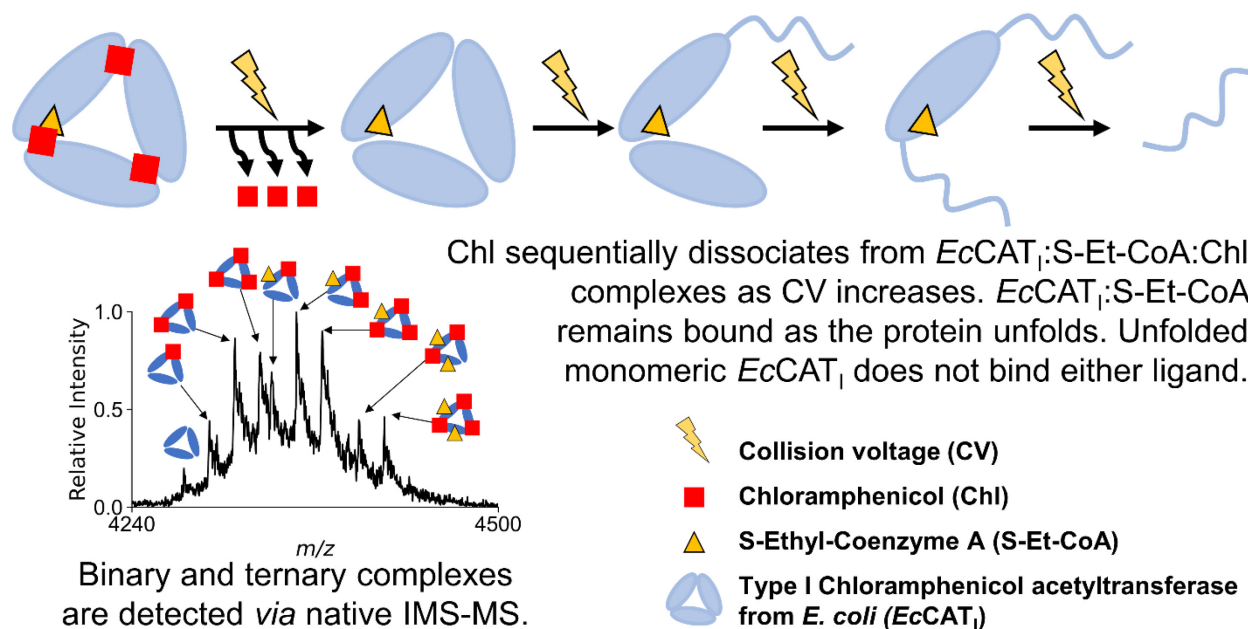 Chl sequentially dissociates from EcCATI:S-Et-CoA:Chl
complexes as CV increases. EcCATI:S-Et-CoA
remains bound as the protein unfolds. Unfolded
monomeric EcCATI does not bind either ligand.
Relative Intensity
1.0
0.5
0.0
4240
4500
m/z
Binary and ternary complexes
are detected via native IMS-MS.
Collision voltage (CV)
Chloramphenicol (Chl)
S-Ethyl-Coenzyme A (S-Et-CoA)
Type I Chloramphenicol acetyltransferase
from E. coli (EcCATI)